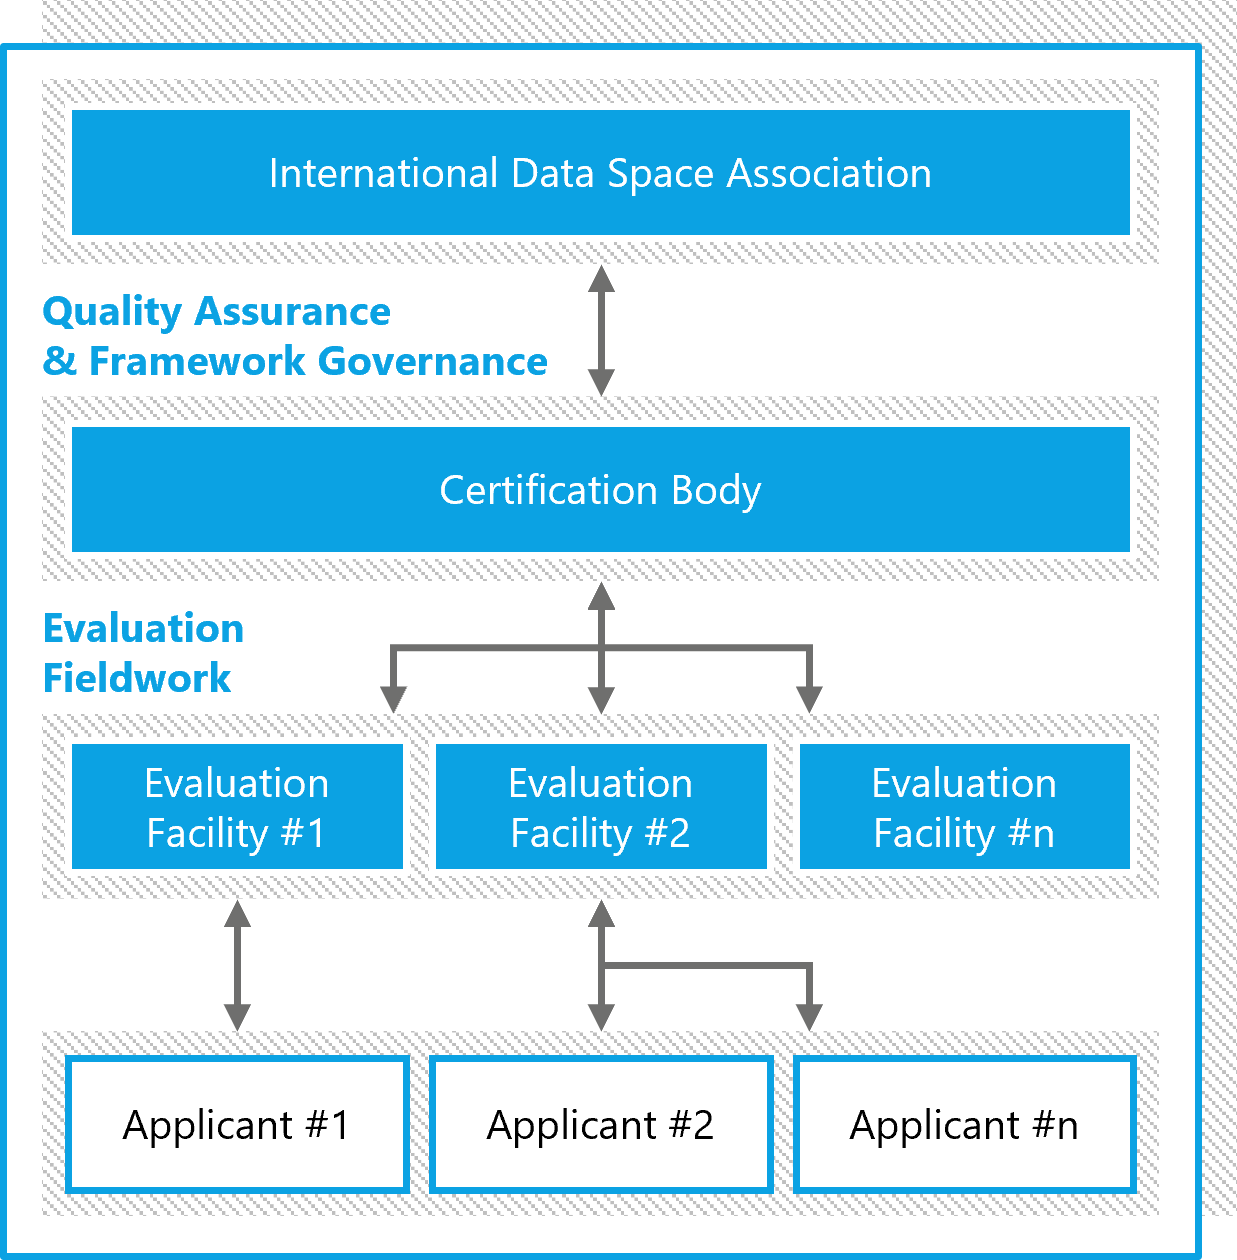 International Data Space Association
Quality Assurance
& Framework Governance
Certification Body
Evaluation
Fieldwork
Evaluation
Facility #1
Evaluation
Facility #2
Evaluation
Facility #n
Applicant #1
Applicant #2
Applicant #n